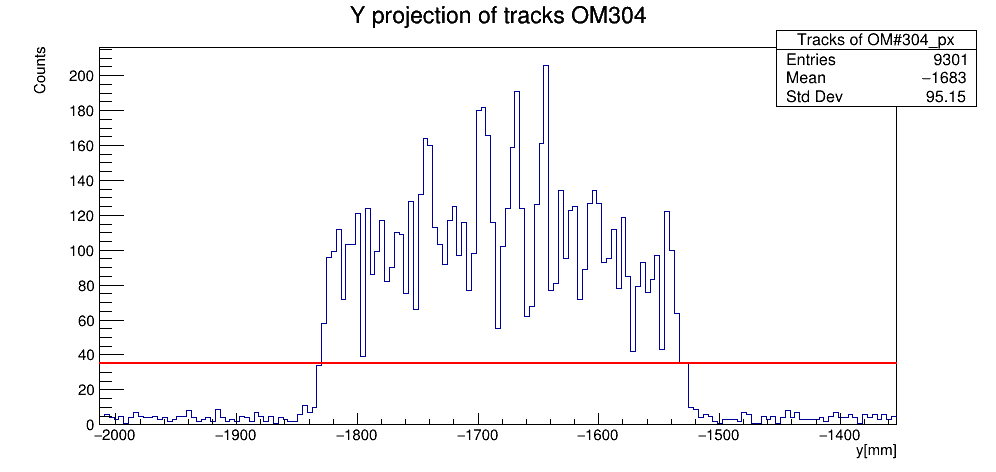 Y projection of tracks OM304
Counts
Tracks of OM#304_px
Entries 9301
Mean −1683
Std Dev 95.15
200
180
160
140
120
100
80
60
40
20
0
−2000 −1900 −1800 −1700 −1600 −1500 −1400
y[mm]